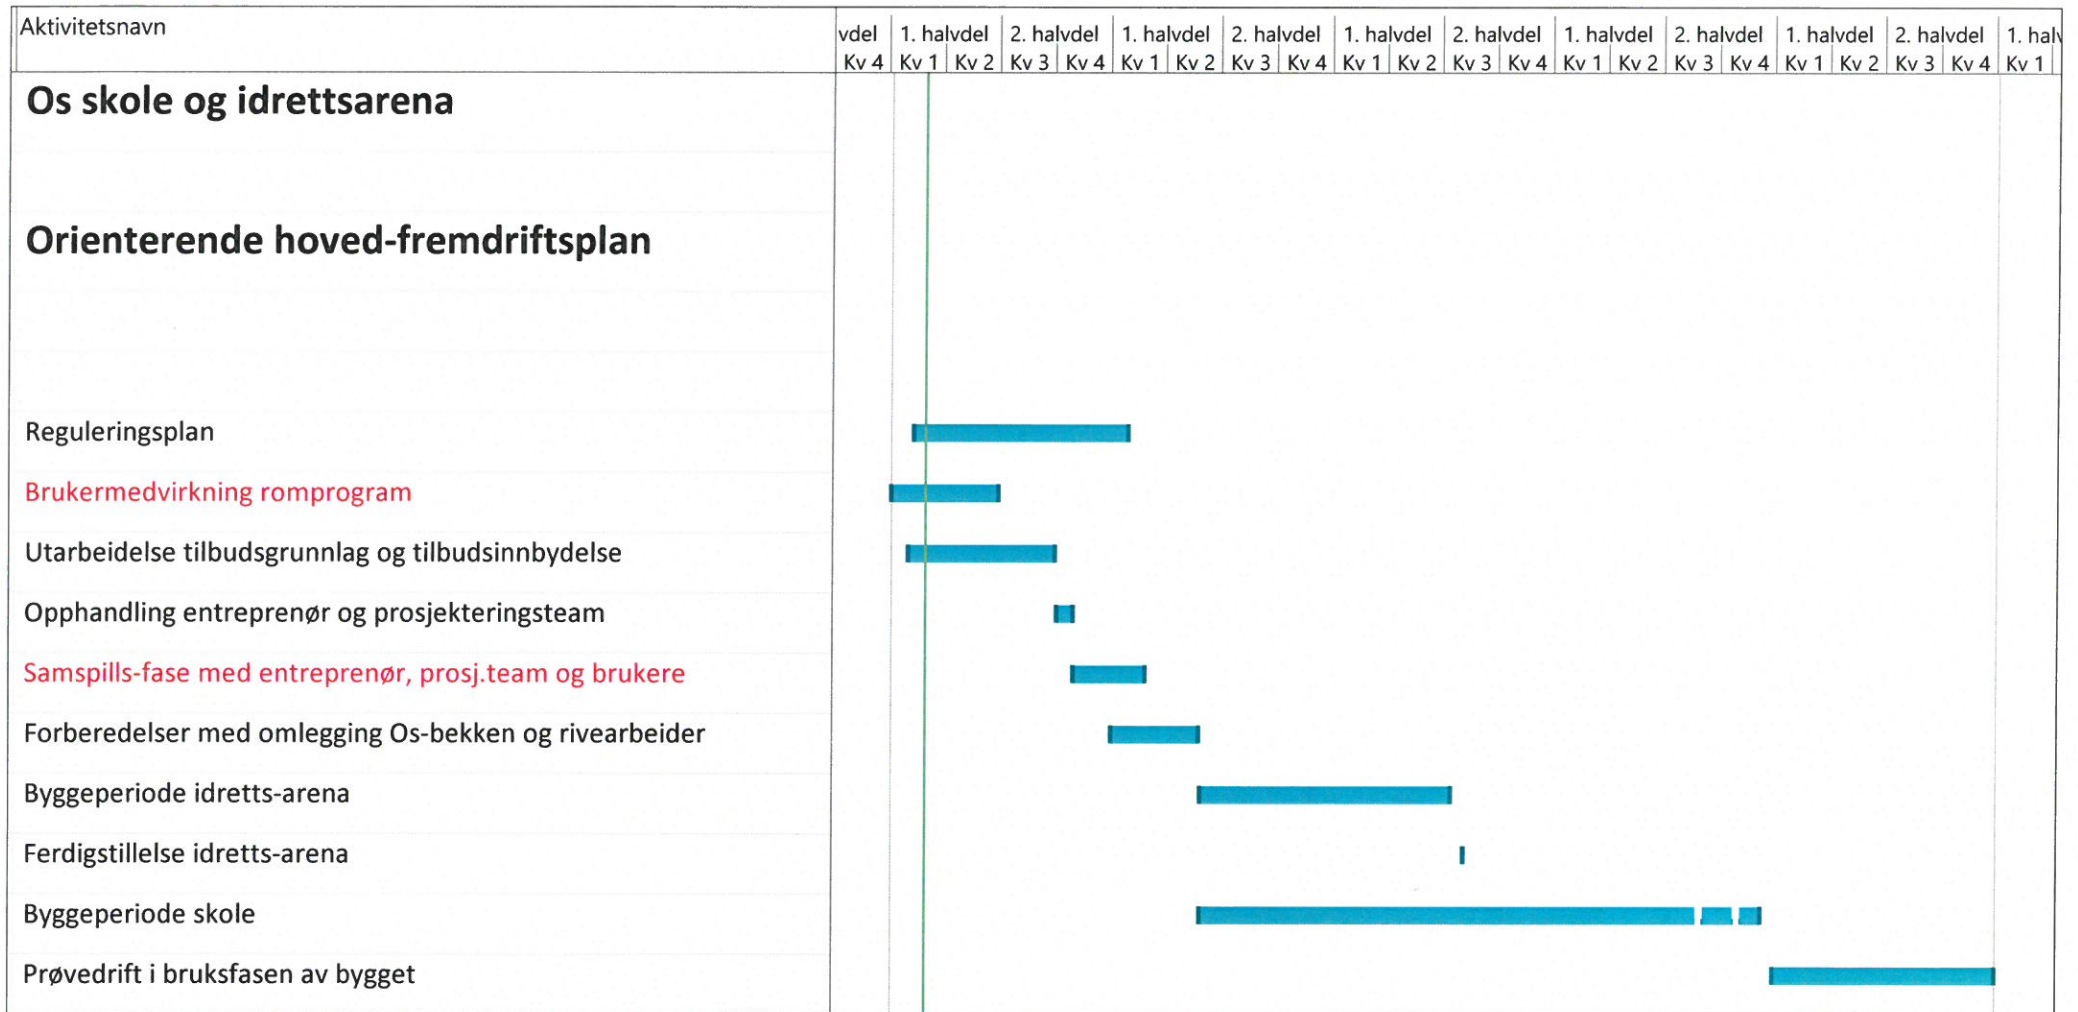 Aktivitetsnavn
vdel 1. halvdel 2. halvdel 1. halvdel 2. halvdel 1. halvdel 2. halvdel 1. halvdel 2. halvdel 1. halvdel 2. halvdel 1. halv
Kv 4 Kv 1 Kv 2 Kv 3 Kv 4 Kv 1 Kv 2 Kv 3 Kv 4 Kv 1 Kv 2 Kv 3 Kv 4 Kv 1 Kv 2 Kv 3 Kv 4 Kv 1 Kv 2 Kv 3 Kv 4 Kv 1
Os skole og idrettsarena
Orienterende hoved-fremdriftsplan
Reguleringsplan
Brukermedvirkning romprogram
Utarbeidelse tilbudsgrunnlag og tilbudsinnbydelse
Opphandling entreprenør og prosjekteringsteam
Samspills-fase med entreprenør, prosj.team og brukere
Forberedelser med omlegging Os-bekken og rivearbeider
Byggeperiode idretts-arena
Ferdigstillelse idretts-arena
Byggeperiode skole
Prøvedrift i bruksfasen av bygget